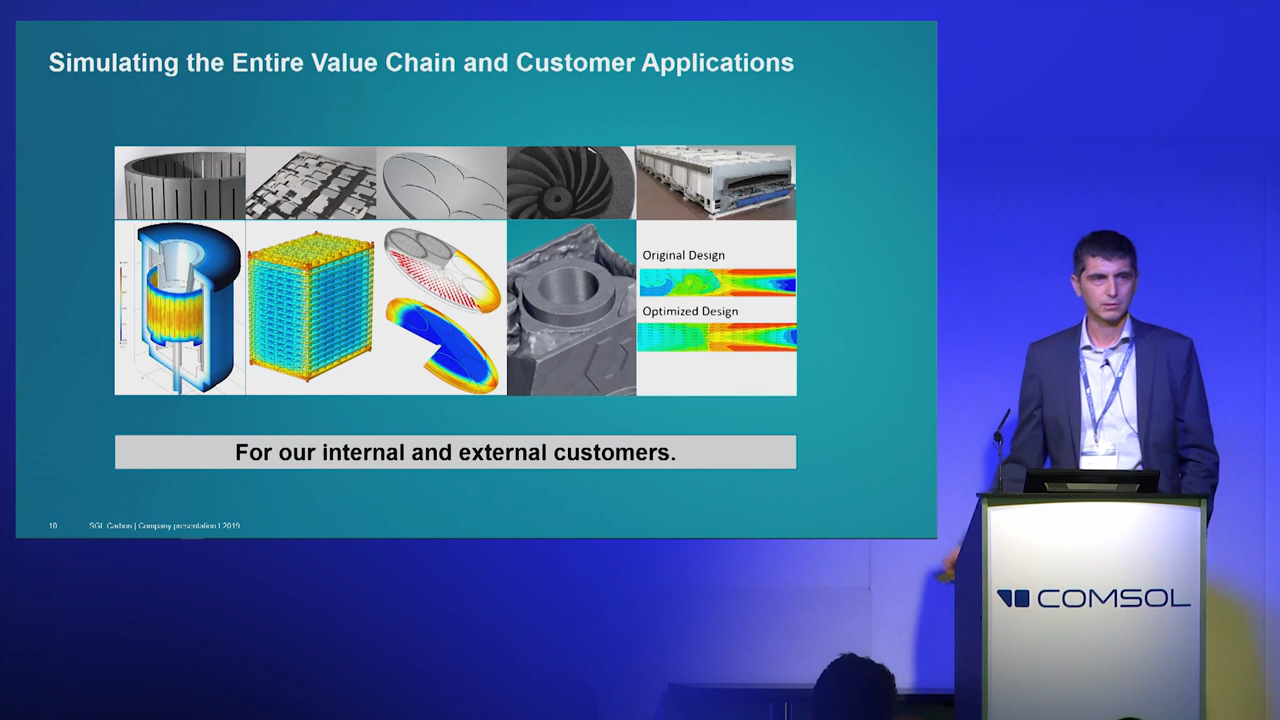 Simulating the Entire Value Chain and Customer Applications
Original Design
Optimized Design
For our internal and external customers.
10 SGL Carbon | Company presentation | 2019
COMSOL